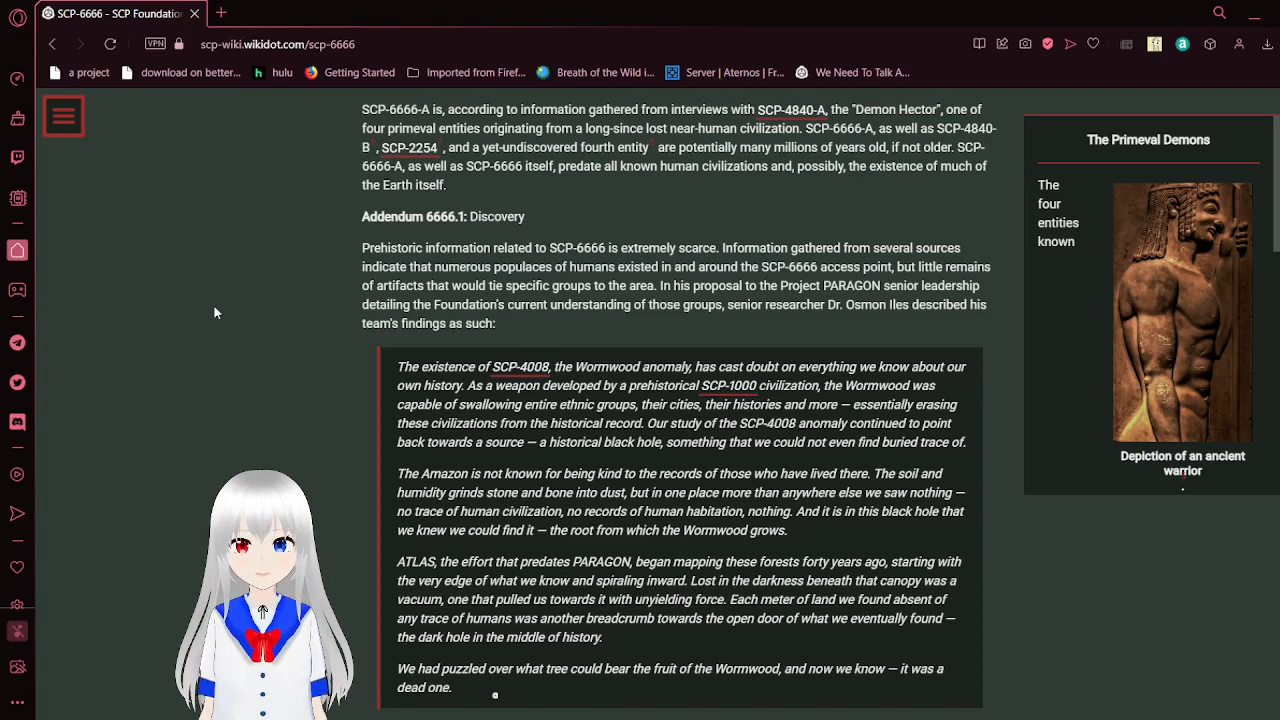 SCP-6666 - SCP Foundation
scp-wiki.wikidot.com/scp-6666
VPN
a project
download on better...
hulu
Getting Started
Imported from Firef...
Breath of the Wild i...
Server | Aternos | Fr...
We Need To Talk A...
SCP-6666-A is, according to information gathered from interviews with SCP-4840-A, the "Demon Hector", one of
four primeval entities originating from a long-since lost near-human civilization. SCP-6666-A, as well as SCP-4840-
B , SCP-2254 , and a yet-undiscovered fourth entity are potentially many millions of years old, if not older. SCP-
6666-A, as well as SCP-6666 itself, predate all known human civilizations and, possibly, the existence of much of
the Earth itself.
Addendum 6666.1: Discovery
Prehistoric information related to SCP-6666 is extremely scarce. Information gathered from several sources
indicate that numerous populaces of humans existed in and around the SCP-6666 access point, but little remains
of artifacts that would tie specific groups to the area. In his proposal to the Project PARAGON senior leadership
detailing the Foundation's current understanding of those groups, senior researcher Dr. Osmon Iles described his
team's findings as such:
The existence of SCP-4008, the Wormwood anomaly, has cast doubt on everything we know about our
own history. As a weapon developed by a prehistorical SCP-1000 civilization, the Wormwood was
capable of swallowing entire ethnic groups, their cities, their histories and more — essentially erasing
these civilizations from the historical record. Our study of the SCP-4008 anomaly continued to point
back towards a source — a historical black hole, something that we could not even find buried trace of.
The Amazon is not known for being kind to the records of those who have lived there. The soil and
humidity grinds stone and bone into dust, but in one place more than anywhere else we saw nothing —
no trace of human civilization, no records of human habitation, nothing. And it is in this black hole that
we knew we could find it — the root from which the Wormwood grows.
ATLAS, the effort that predates PARAGON, began mapping these forests forty years ago, starting with
the very edge of what we know and spiraling inward. Lost in the darkness beneath that canopy was a
vacuum, one that pulled us towards it with unyielding force. Each meter of land we found absent of
any trace of humans was another breadcrumb towards the open door of what we eventually found —
the dark hole in the middle of history.
We had puzzled over what tree could bear the fruit of the Wormwood, and now we know — it was a
dead one.
The Primeval Demons
The
four
entities
known
Depiction of an ancient
warrior
.